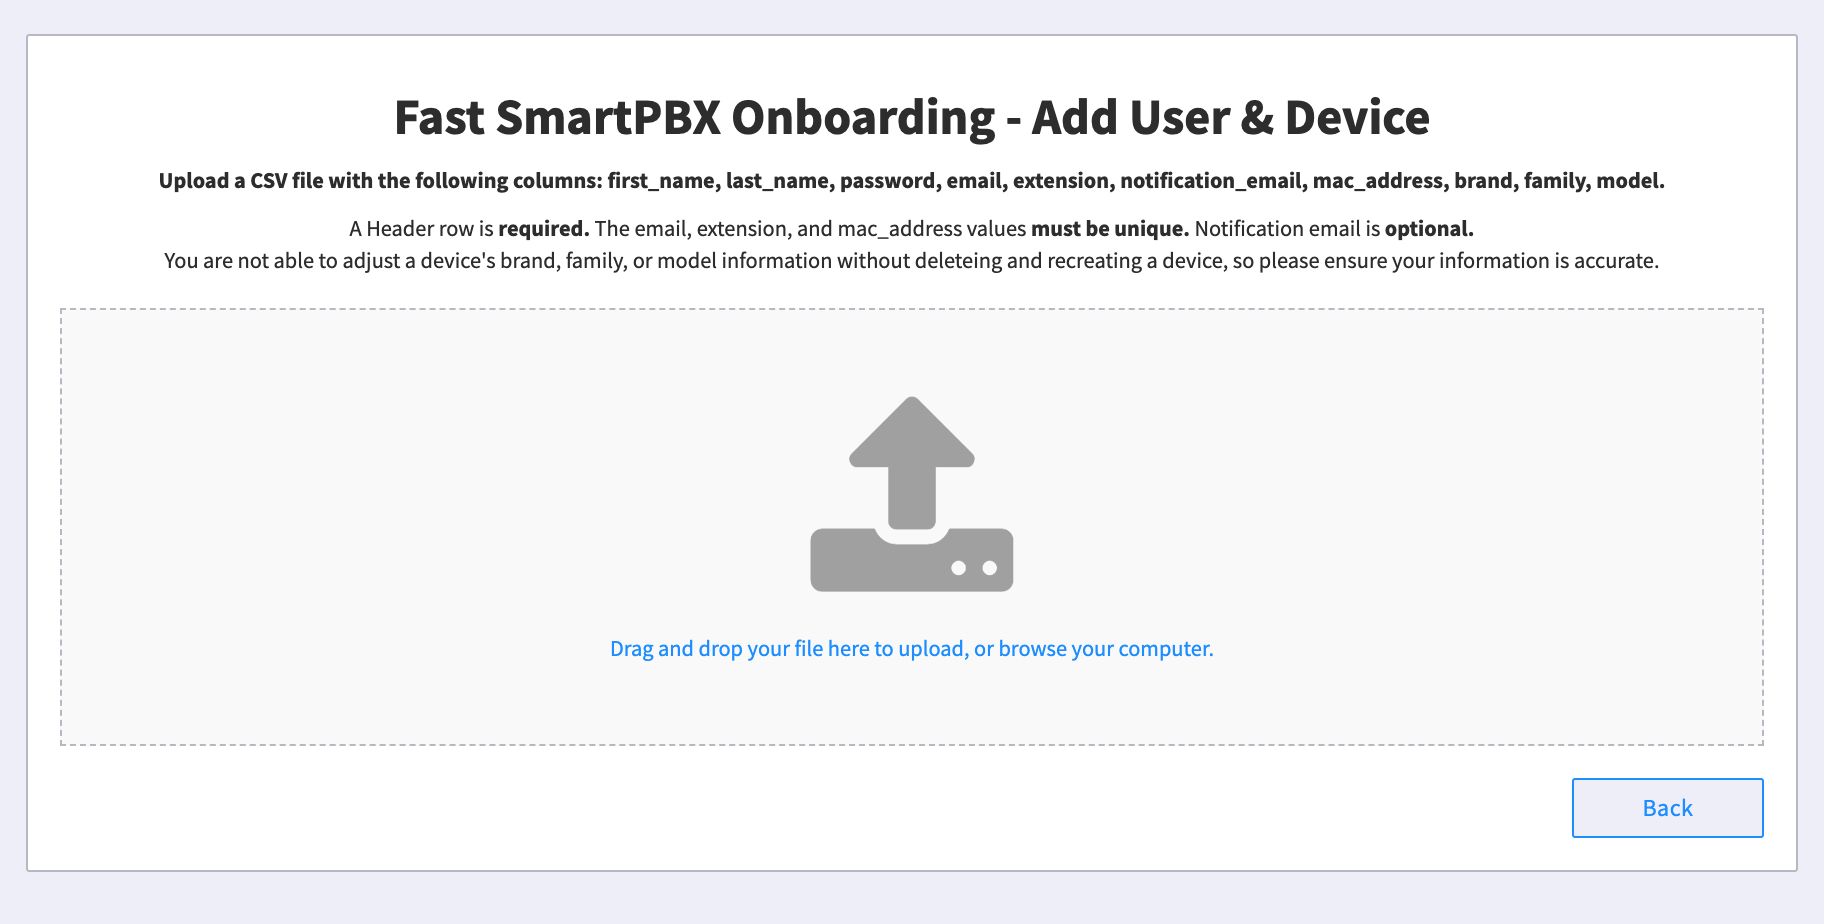 Fast SmartPBX Onboarding - Add User & Device
Upload a CSV file with the following columns: first_name, last_name, password, email, extension, notification_email, mac_address, brand, family, model.
A Header row is required. The email, extension, and mac_address values must be unique. Notification email is optional.
You are not able to adjust a device's brand, family, or model information without deleteing and recreating a device, so please ensure your information is accurate.
Drag and drop your file here to upload, or browse your computer.
Back